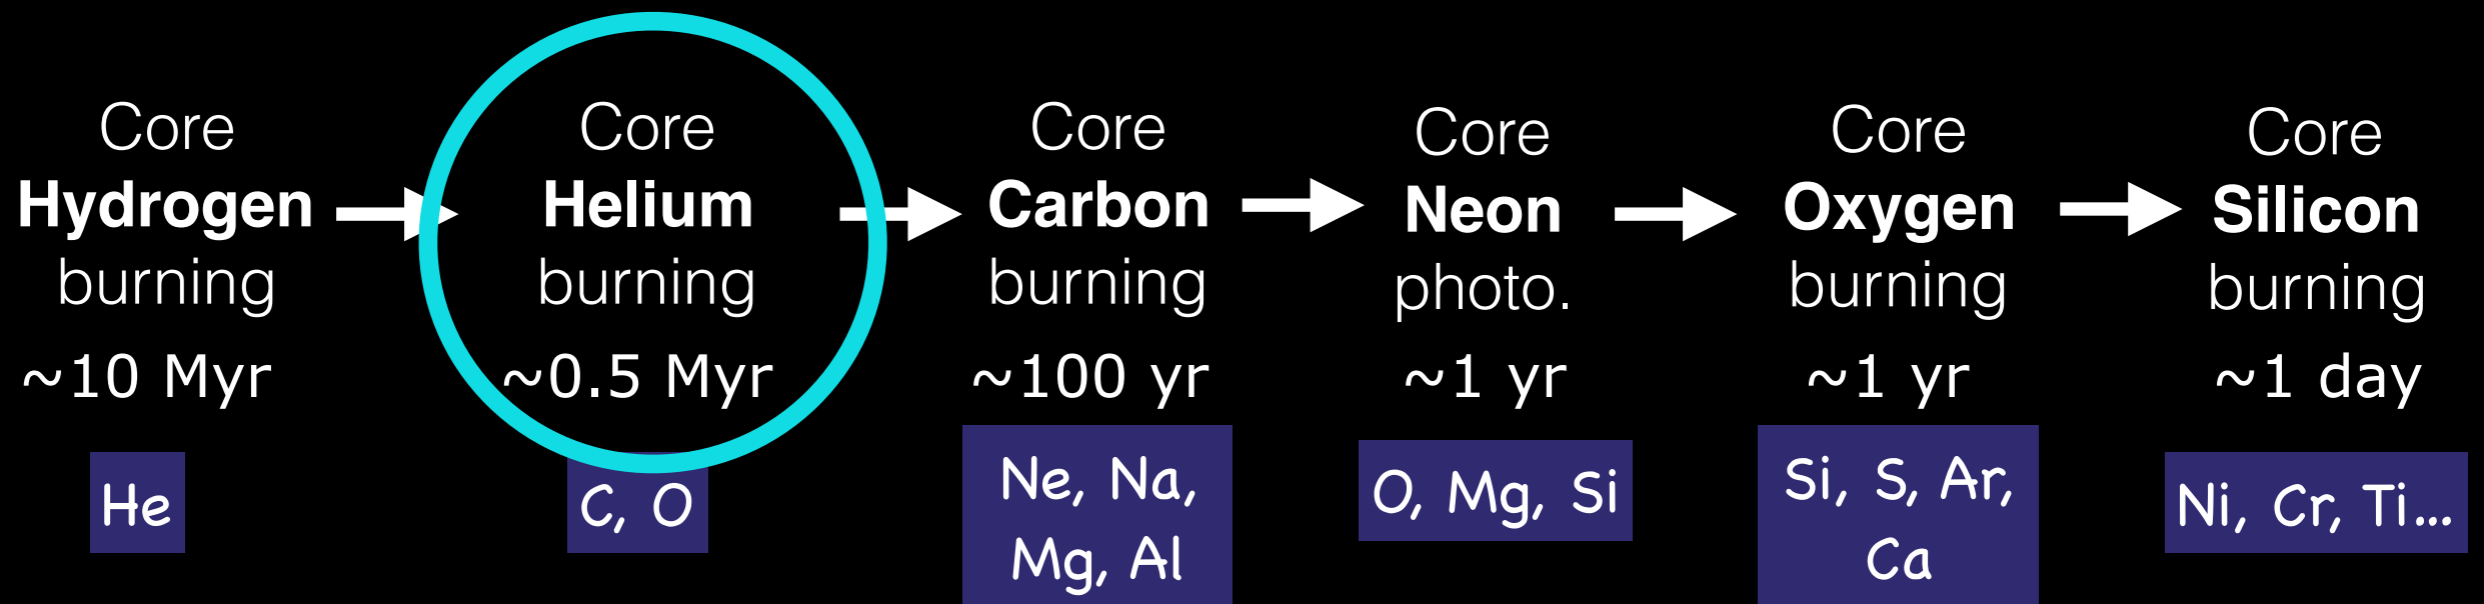 Core
Hydrogen
burning
~10 Myr
He
Core
Helium
burning
~0.5 Myr
C, O
Core
Carbon
burning
~100 yr
Ne, Na,
Mg, Al
Core
Neon
photo.
~1 yr
O, Mg, Si
Core
Oxygen
burning
~1 yr
Si, S, Ar,
Ca
Core
Silicon
burning
~1 day
Ni, Cr, Ti...